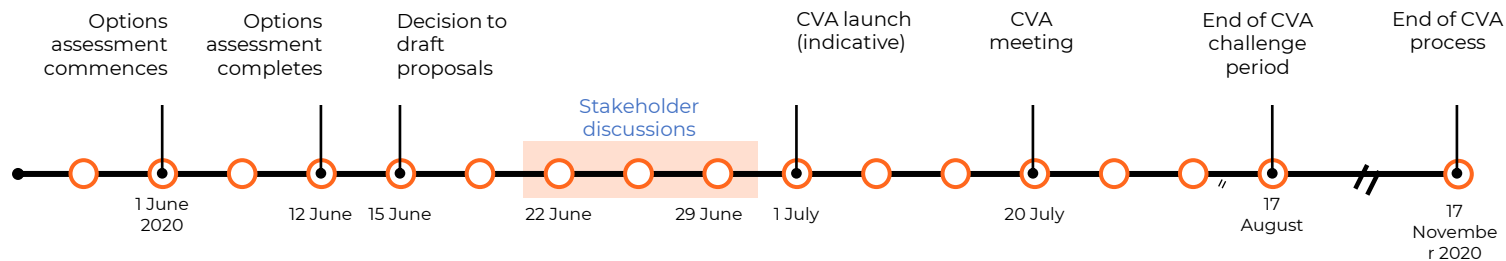 Options
assessment
commences
Options
assessment
completes
Decision to
draft
proposals
Stakeholder
discussions
CVA launch
(indicative)
CVA
meeting
End of CVA
challenge
period
End of CVA
process
1 June
2020
12 June
15 June
22 June
29 June
1 July
20 July
17
August
17
Novembe
r 2020